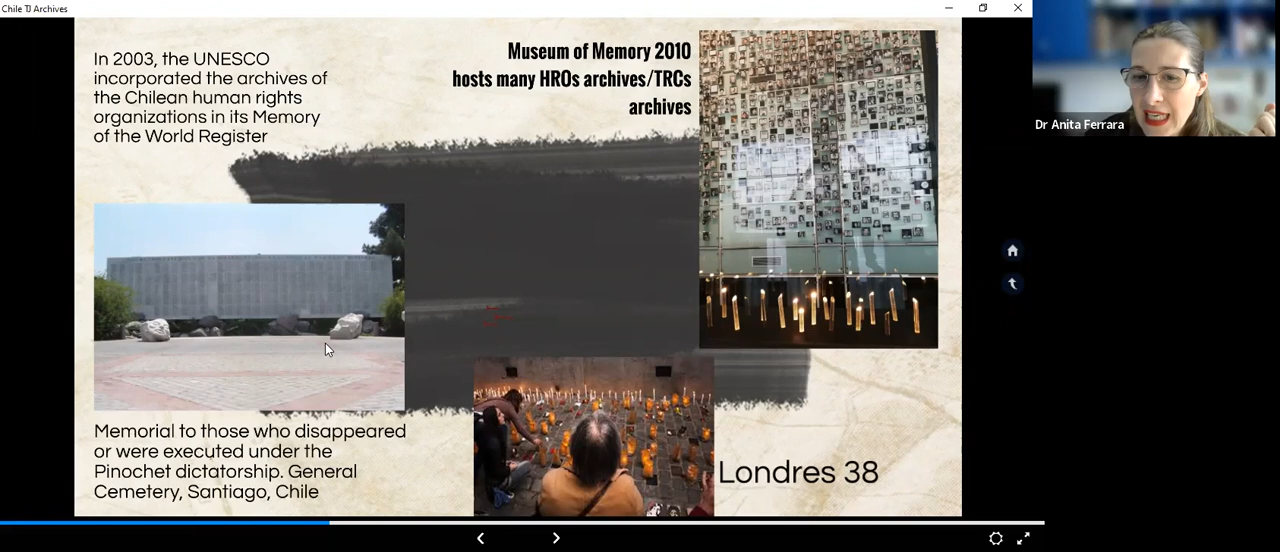 Chile TJ Archives
In 2003, the UNESCO
incorporated the archives of
the Chilean human rights
organizations in its Memory
of the World Register
Museum of Memory 2010
hosts many HROs archives/TRCs
archives
Dr Anita Ferrara
Memorial to those who disappeared
or were executed under the
Pinochet dictatorship. General
Cemetery, Santiago, Chile
Londres 38